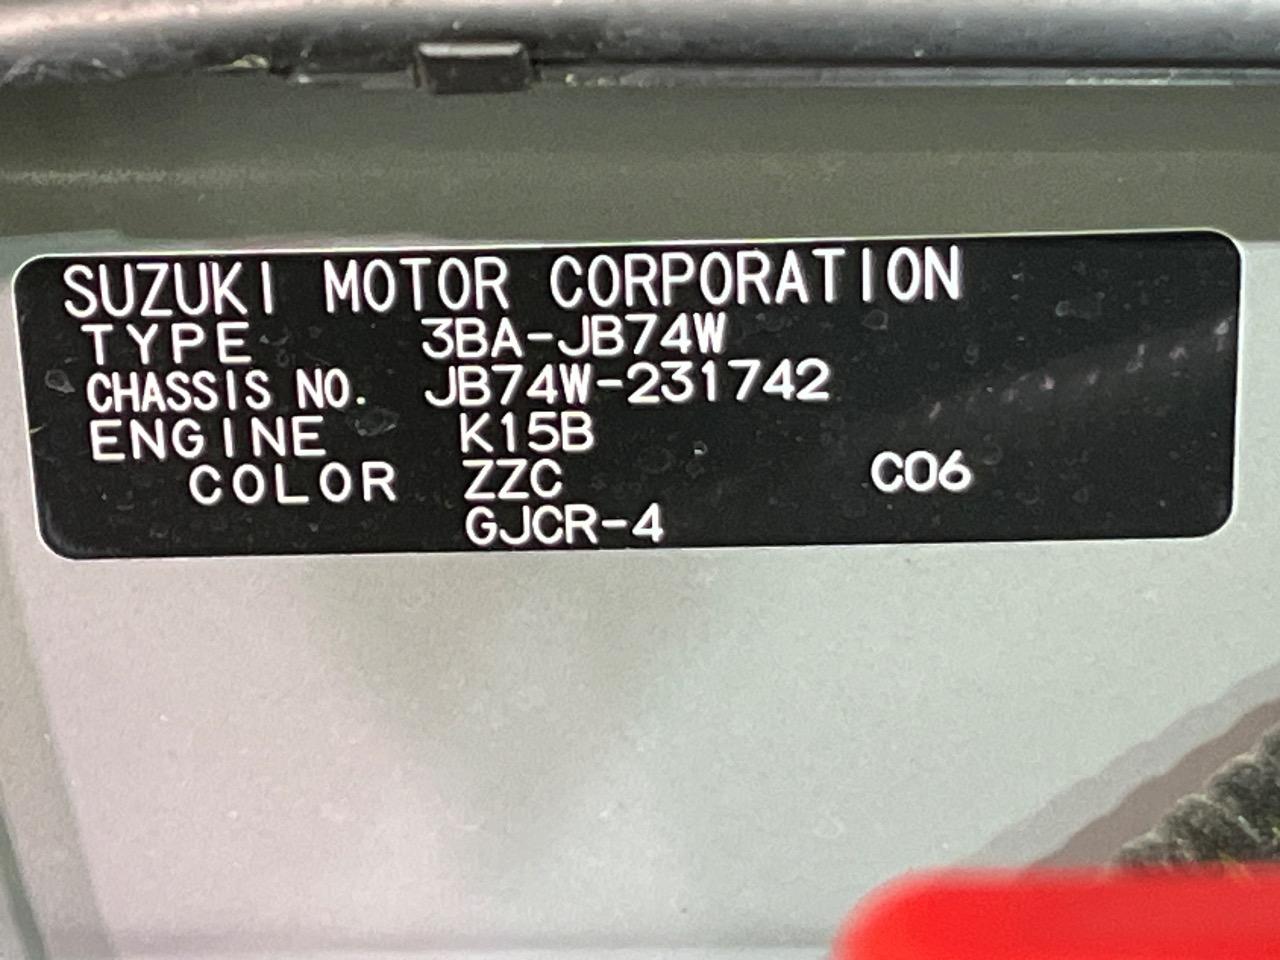 SUZUKI MOTOR CORPORATION
TYPE 3BA-JB74W
CHASSIS NO. JB74W-231742
ENGINE K15B
COLOR ZZC C06
GJCR-4